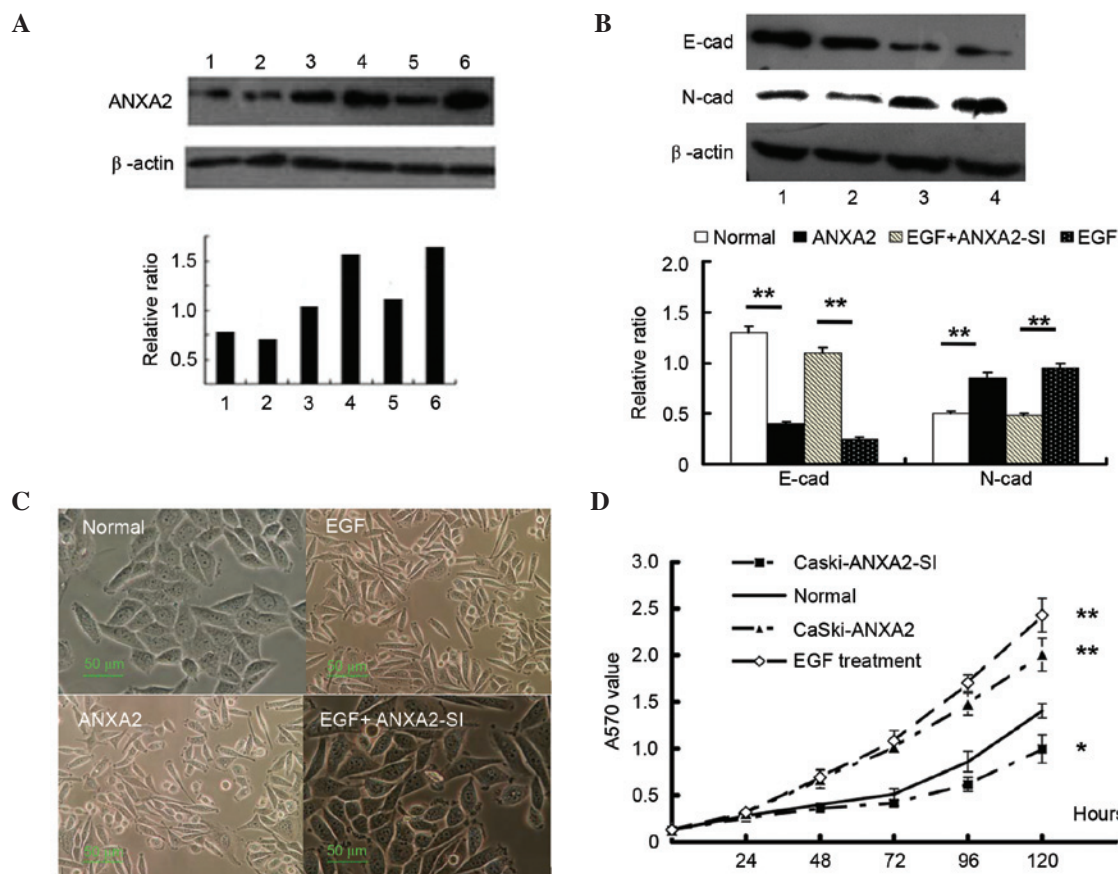 A
1 2 3 4 5 6
ANXA2
β-actin
Relative ratio
1.5
1.0
0.5
1 2 3 4 5 6
B
E-cad
N-cad
β-actin
1 2 3 4
Normal ANXA2 EGF+ANXA2-SI EGF
Relative ratio
2.0
1.5
1.0
0.5
0
** ** ** **
E-cad N-cad
C
Normal
50 µm
EGF
50 µm
ANXA2
50 µm
EGF+ ANXA2-SI
50 µm
D
A570 value
3.0
2.5
2.0
1.5
1.0
0.5
0
Caski-ANXA2-SI
Normal
CaSki-ANXA2
EGF treatment
**
**
*
Hours
24 48 72 96 120